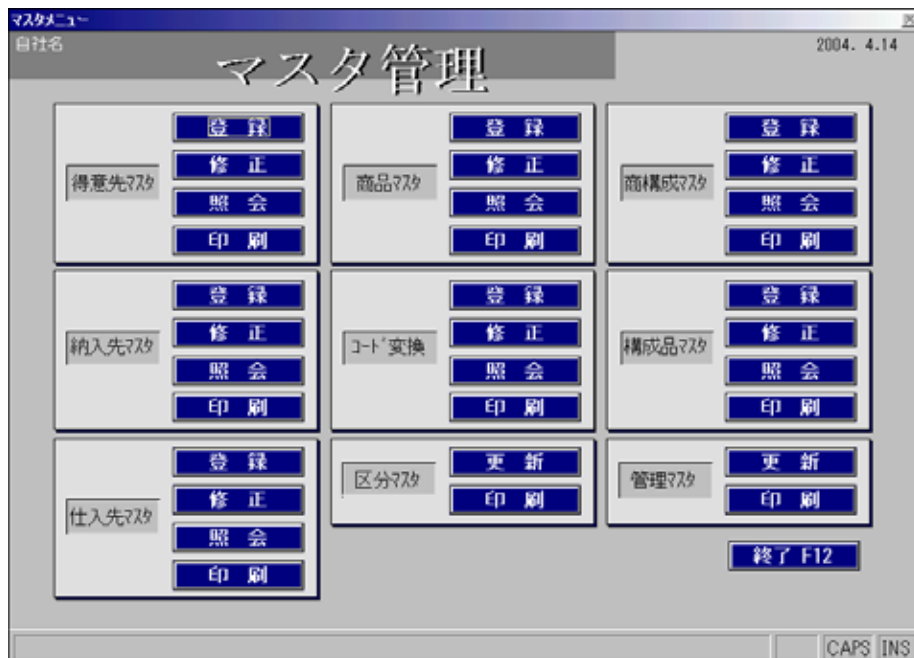 マスタメニュー
自社名
2004. 4.14
マスタ管理
得意先ﾏｽﾀ
登 録
修 正
照 会
印 刷
商品ﾏｽﾀ
登 録
修 正
照 会
印 刷
商構成ﾏｽﾀ
登 録
修 正
照 会
印 刷
納入先ﾏｽﾀ
登 録
修 正
照 会
印 刷
ｺｰﾄﾞ変換
登 録
修 正
照 会
印 刷
構成品ﾏｽﾀ
登 録
修 正
照 会
印 刷
仕入先ﾏｽﾀ
登 録
修 正
照 会
印 刷
区分ﾏｽﾀ
更 新
印 刷
管理ﾏｽﾀ
更 新
印 刷
終了 F12
CAPS INS